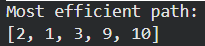 Most efficient path:
[2, 1, 3, 9, 10]